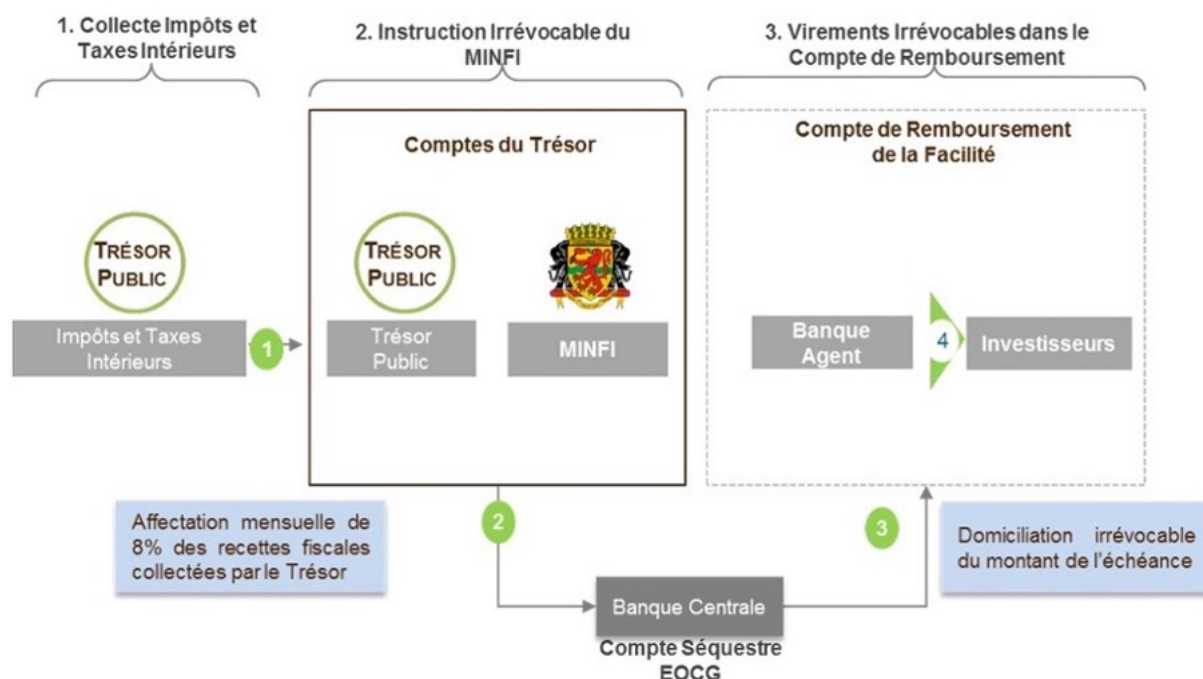 1. Collecte Impôts et
Taxes Intérieurs
2. Instruction Irrévocable du
MINFI
3. Virements Irrévocables dans le
Compte de Remboursement
Comptes du Trésor
Compte de Remboursement
de la Facilité
TRÉSOR
PUBLIC
TRÉSOR
PUBLIC
Impôts et Taxes
Intérieurs
1
Trésor
Public
MINFI
Banque
Agent
4
Investisseurs
Affectation mensuelle de
8% des recettes fiscales
collectées par le Trésor
2
3
Domiciliation irrévocable
du montant de l'échéance
Banque Centrale
Compte Séquestre
EOCG